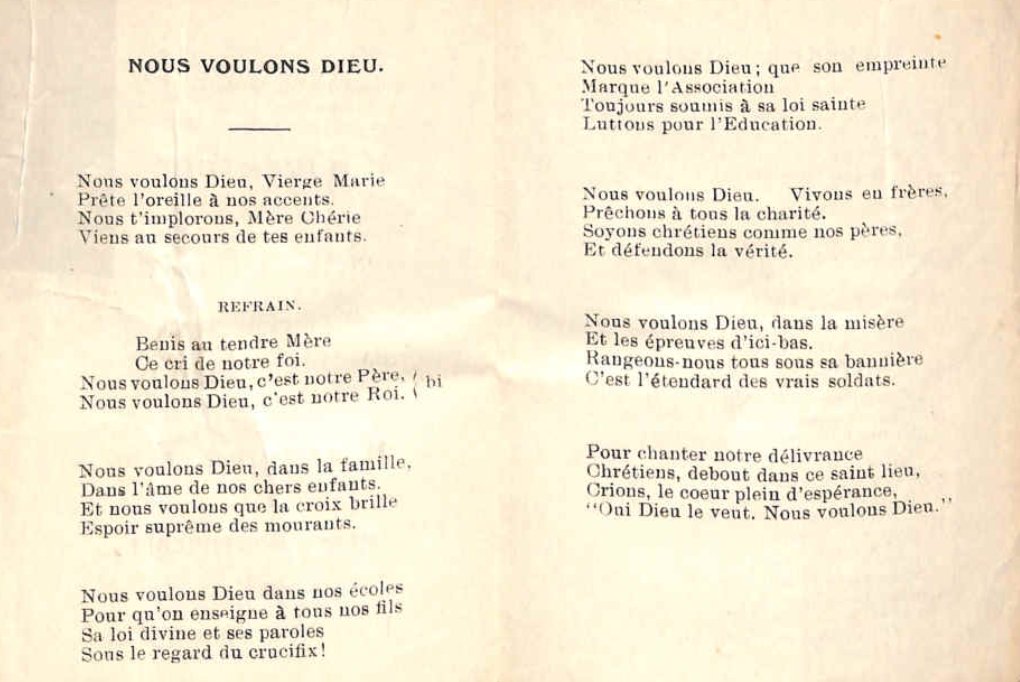 NOUS VOULONS DIEU.
Nous voulons Dieu, Vierge Marie
Prête l'oreille à nos accents.
Nous t'implorons, Mère Chérie
Viens au secours de tes enfants.
REFRAIN.
Benis au tendre Mère
Ce cri de notre foi.
Nous voulons Dieu, c'est notre Père. } bi
Nous voulons Dieu, c'est notre Roi.
Nous voulons Dieu, dans la famille,
Dans l'âme de nos chers enfants.
Et nous voulons que la croix brille
Espoir suprême des mourants.
Nous voulons Dieu dans nos écoles
Pour qu'on enseigne à tous nos fils
Sa loi divine et ses paroles
Sous le regard du crucifix!
Nous voulons Dieu; que son empreinte
Marque l'Association
Toujours soumis à sa loi sainte
Luttons pour l'Education.
Nous voulons Dieu. Vivons en frères,
Prêchons à tous la charité.
Soyons chrétiens comme nos pères,
Et défendons la vérité.
Nous voulons Dieu, dans la misère
Et les épreuves d'ici-bas.
Rangeons-nous tous sous sa bannière
C'est l'étendard des vrais soldats.
Pour chanter notre délivrance
Chrétiens, debout dans ce saint lieu,
Crions, le coeur plein d'espérance,
"Oui Dieu le veut. Nous voulons Dieu."